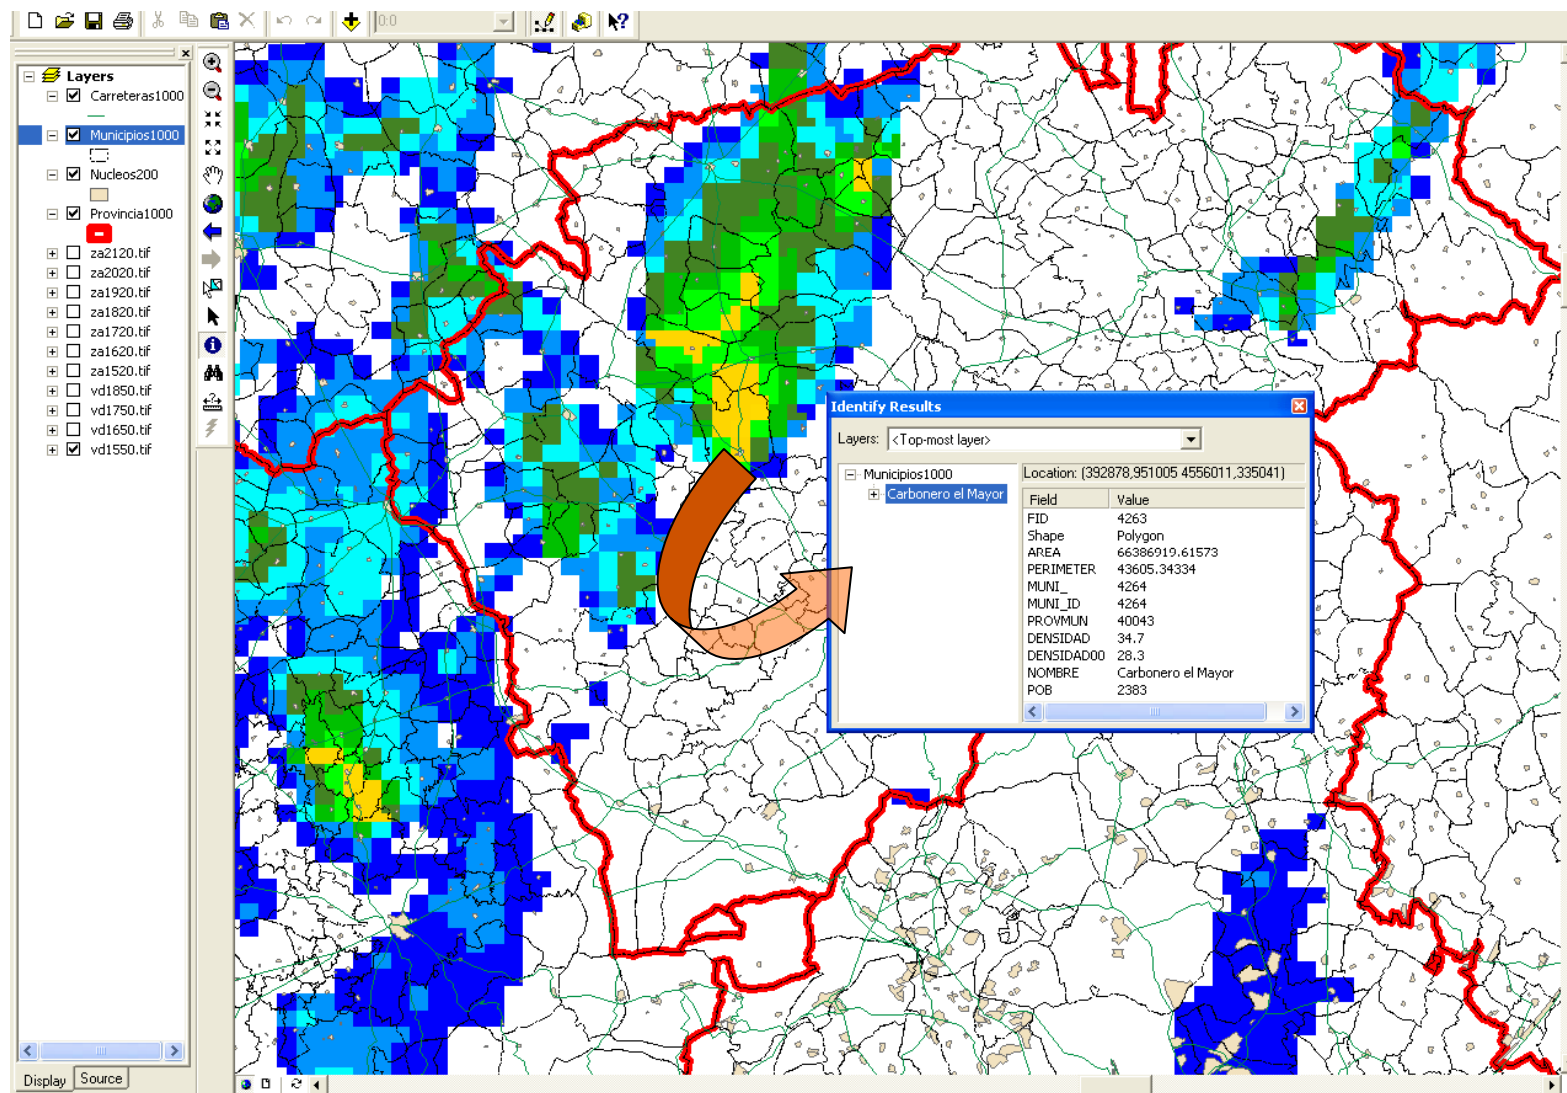 0:0
Layers
Carreteras1000
Municipios1000
Nucleos200
Provincia1000
za2120.tif
za2020.tif
za1920.tif
za1820.tif
za1720.tif
za1620.tif
za1520.tif
vd1850.tif
vd1750.tif
vd1650.tif
vd1550.tif
Display Source
Identify Results
Layers: <Top-most layer>
Municipios1000
Carbonero el Mayor
Location: (392878,951005 4556011,335041)
Field Value
FID 4263
Shape Polygon
AREA 66386919.61573
PERIMETER 43605.34334
MUNI_ 4264
MUNI_ID 4264
PROVMUN 40043
DENSIDAD 34.7
DENSIDAD00 28.3
NOMBRE Carbonero el Mayor
POB 2383